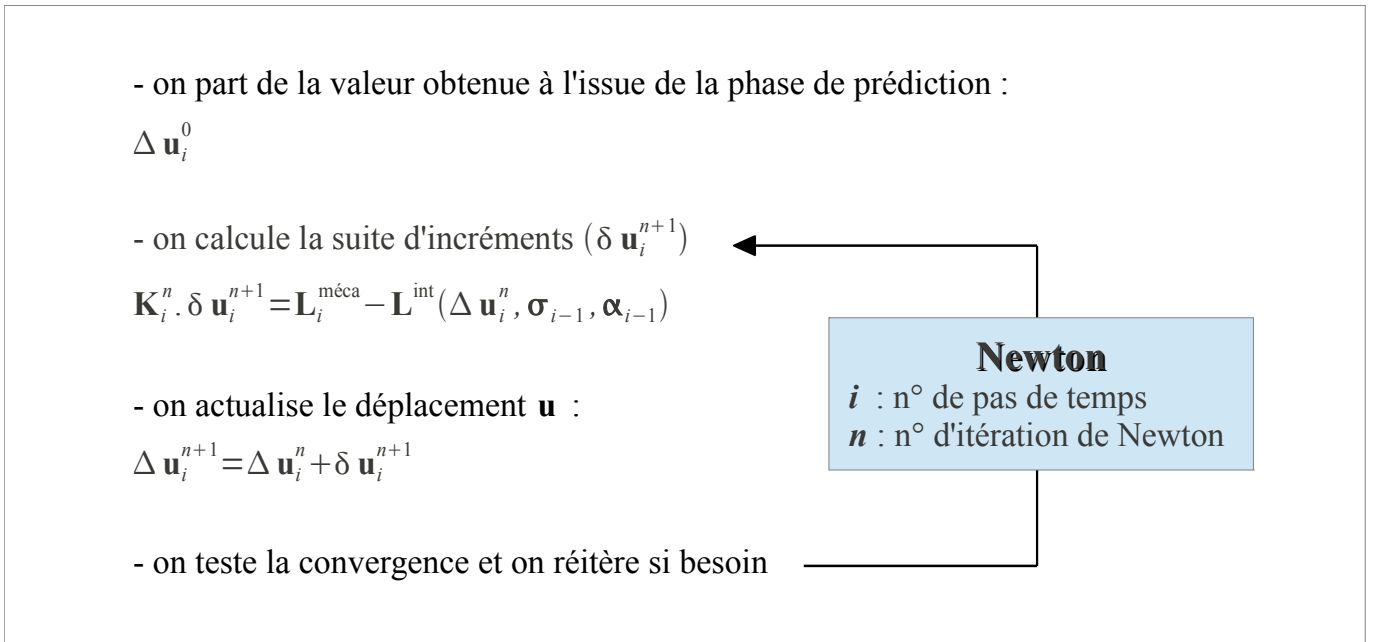 - on part de la valeur obtenue à l'issue de la phase de prédiction :
Δ u_i^0
- on calcule la suite d'incréments (δ u_i^{n+1})
K_i^n . δ u_i^{n+1} = L_i^{méca} − L^{int}(Δ u_i^n , σ_{i−1} , α_{i−1})
Newton
i : n° de pas de temps
n : n° d'itération de Newton
- on actualise le déplacement u :
Δ u_i^{n+1} = Δ u_i^n + δ u_i^{n+1}
- on teste la convergence et on réitère si besoin